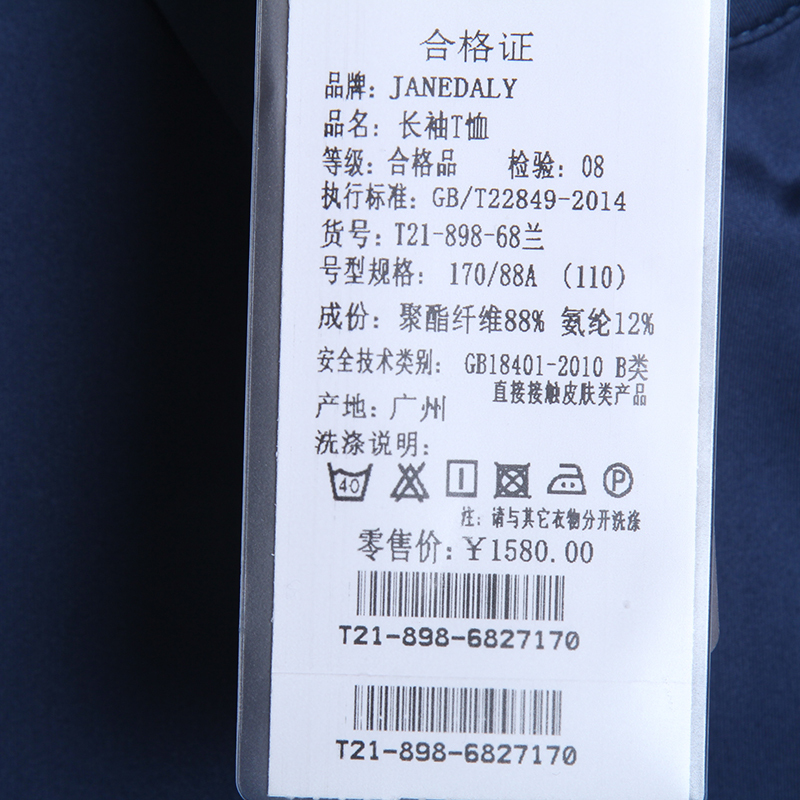 合格证
品牌: JANEDALY
品名: 长袖T恤
等级: 合格品 检验: 08
执行标准: GB/T22849-2014
货号: T21-898-68兰
号型规格: 170/88A (110)
成份: 聚酯纤维88% 氨纶12%
安全技术类别: GB18401-2010 B类
直接接触皮肤类产品
产地: 广州
洗涤说明:
40 P
注: 请与其它衣物分开洗涤
零售价: ¥1580.00
T21-898-6827170
T21-898-6827170